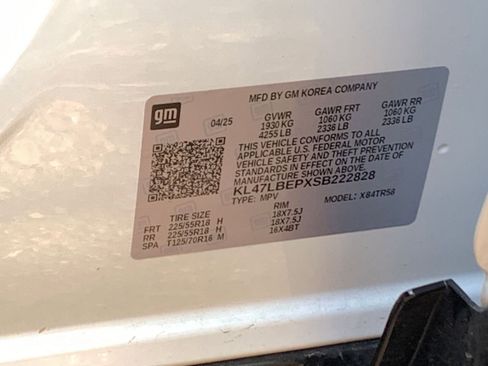 MFD BY GM KOREA COMPANY
gm
04/25
GVWR GAWR FRT GAWR RR
1930 KG 1060 KG 1060 KG
4255 LB 2336 LB 2336 LB
THIS VEHICLE CONFORMS TO ALL
APPLICABLE U.S. FEDERAL MOTOR
VEHICLE SAFETY AND THEFT PREVENTION
STANDARDS IN EFFECT ON THE DATE OF
MANUFACTURE SHOWN ABOVE.
KL47LBEPXSB222828
TYPE: MPV MODEL: X84TR58
TIRE SIZE RIM
FRT 225/55R18 H 18X7.5J
RR 225/55R18 H 18X7.5J
SPA T125/70R16 M 16X4BT